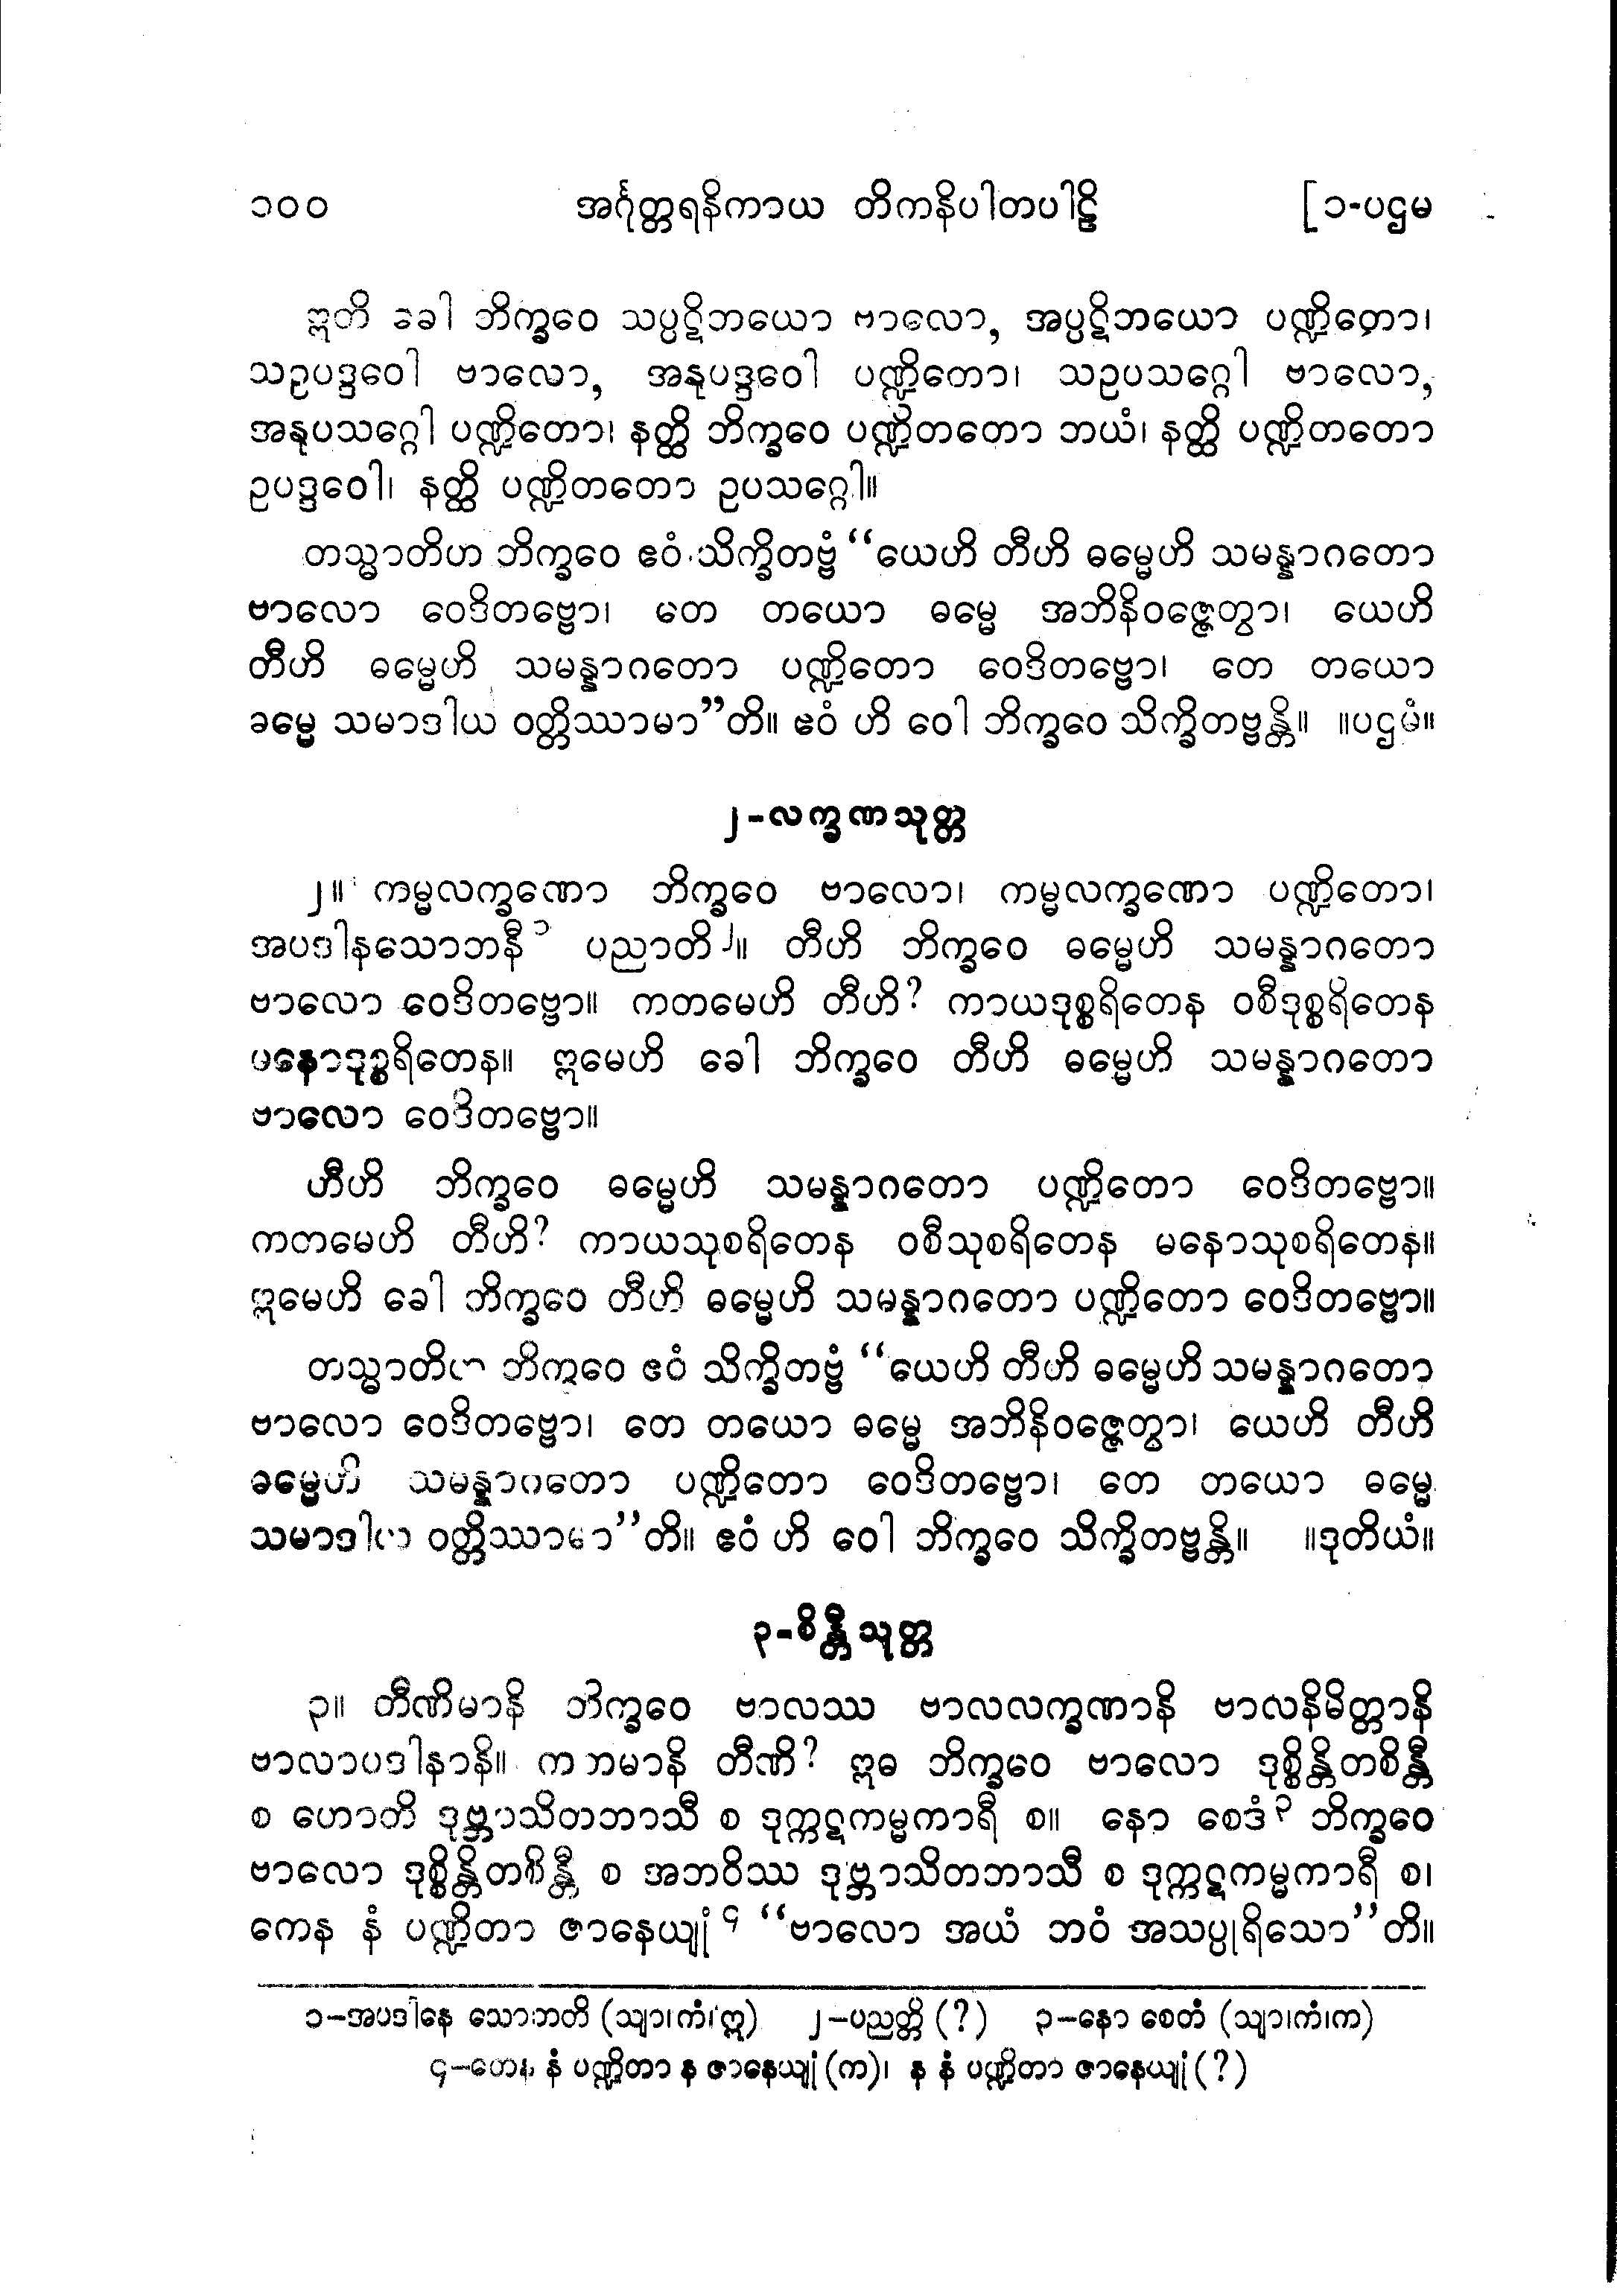 ၁၀၀ အင်္ဂုတ္တရနိကာယ တိကနိပါတပါဠိ [၁-ပဌမ
ဣတိ ခေါ ဘိက္ခဝေ သပ္ပဋိဘယော ဗာလော, အပ္ပဋိဘယော ပဏ္ဍိတော၊
သဥပဒ္ဒဝေါ ဗာလော, အနုပဒ္ဒဝေါ ပဏ္ဍိတော၊ သဥပသဂ္ဂေါ ဗာလော,
အနုပသဂ္ဂေါ ပဏ္ဍိတော၊ နတ္ထိ ဘိက္ခဝေ ပဏ္ဍိတတော ဘယံ၊ နတ္ထိ ပဏ္ဍိတတော
ဥပဒ္ဒဝေါ၊ နတ္ထိ ပဏ္ဍိတတော ဥပသဂ္ဂေါ။
တသ္မာတိဟ ဘိက္ခဝေ ဧဝံ သိက္ခိတဗ္ဗံ “ယေဟိ တီဟိ ဓမ္မေဟိ သမန္နာဂတော
ဗာလော ဝေဒိတဗ္ဗော၊ တေ တယော ဓမ္မေ အဘိနိဝဇ္ဇေတွာ၊ ယေဟိ
တီဟိ ဓမ္မေဟိ သမန္နာဂတော ပဏ္ဍိတော ဝေဒိတဗ္ဗော၊ တေ တယော
ဓမ္မေ သမာဒါယ ဝတ္တိဿာမာ”တိ။ ဧဝံ ဟိ ဝေါ ဘိက္ခဝေ သိက္ခိတဗ္ဗန္တိ။ ။ပဌမံ။
၂-လက္ခဏသုတ္တ
၂။ ကမ္မလက္ခဏော ဘိက္ခဝေ ဗာလော၊ ကမ္မလက္ခဏော ပဏ္ဍိတော၊
အပဒါနသောဘနီ ၁ ပညာတိ ၂။ တီဟိ ဘိက္ခဝေ ဓမ္မေဟိ သမန္နာဂတော
ဗာလော ဝေဒိတဗ္ဗော။ ကတမေဟိ တီဟိ? ကာယဒုစ္စရိတေန ဝစီဒုစ္စရိတေန
မနောဒုစ္စရိတေန။ ဣမေဟိ ခေါ ဘိက္ခဝေ တီဟိ ဓမ္မေဟိ သမန္နာဂတော
ဗာလော ဝေဒိတဗ္ဗော။
တီဟိ ဘိက္ခဝေ ဓမ္မေဟိ သမန္နာဂတော ပဏ္ဍိတော ဝေဒိတဗ္ဗော။
ကတမေဟိ တီဟိ? ကာယသုစရိတေန ဝစီသုစရိတေန မနောသုစရိတေန။
ဣမေဟိ ခေါ ဘိက္ခဝေ တီဟိ ဓမ္မေဟိ သမန္နာဂတော ပဏ္ဍိတော ဝေဒိတဗ္ဗော။
တသ္မာတိဟ ဘိက္ခဝေ ဧဝံ သိက္ခိတဗ္ဗံ “ယေဟိ တီဟိ ဓမ္မေဟိ သမန္နာဂတော
ဗာလော ဝေဒိတဗ္ဗော၊ တေ တယော ဓမ္မေ အဘိနိဝဇ္ဇေတွာ၊ ယေဟိ တီဟိ
ဓမ္မေဟိ သမန္နာဂတော ပဏ္ဍိတော ဝေဒိတဗ္ဗော၊ တေ တယော ဓမ္မေ
သမာဒါယ ဝတ္တိဿာမာ”တိ။ ဧဝံ ဟိ ဝေါ ဘိက္ခဝေ သိက္ခိတဗ္ဗန္တိ။ ။ဒုတိယံ။
၃-စိန္တီသုတ္တ
၃။ တီဏိမာနိ ဘိက္ခဝေ ဗာလဿ ဗာလလက္ခဏာနိ ဗာလနိမိတ္တာနိ
ဗာလာပဒါနာနိ။ ကတမာနိ တီဏိ? ဣဓ ဘိက္ခဝေ ဗာလော ဒုစ္စိန္တိတစိန္တီ
စ ဟောတိ ဒုဗ္ဘာသိတဘာသီ စ ဒုက္ကဋကမ္မကာရီ စ။ နော စေဒံ ၃ ဘိက္ခဝေ
ဗာလော ဒုစ္စိန္တိတစိန္တီ စ အဘဝိဿ ဒုဗ္ဘာသိတဘာသီ စ ဒုက္ကဋကမ္မကာရီ စ၊
ကေန နံ ပဏ္ဍိတာ ဇာနေယျုံ ၄ “ဗာလော အယံ ဘဝံ အသပ္ပုရိသော”တိ။
၁–အပဒါနေ သောဘတိ (သျာ၊ကံ၊ဣ) ၂–ပညတ္တိ (?) ၃–နော စေတံ (သျာ၊ကံ၊က)
၄–တေန နံ ပဏ္ဍိတာ န ဇာနေယျုံ (က)၊ န နံ ပဏ္ဍိတာ ဇာနေယျုံ (?)